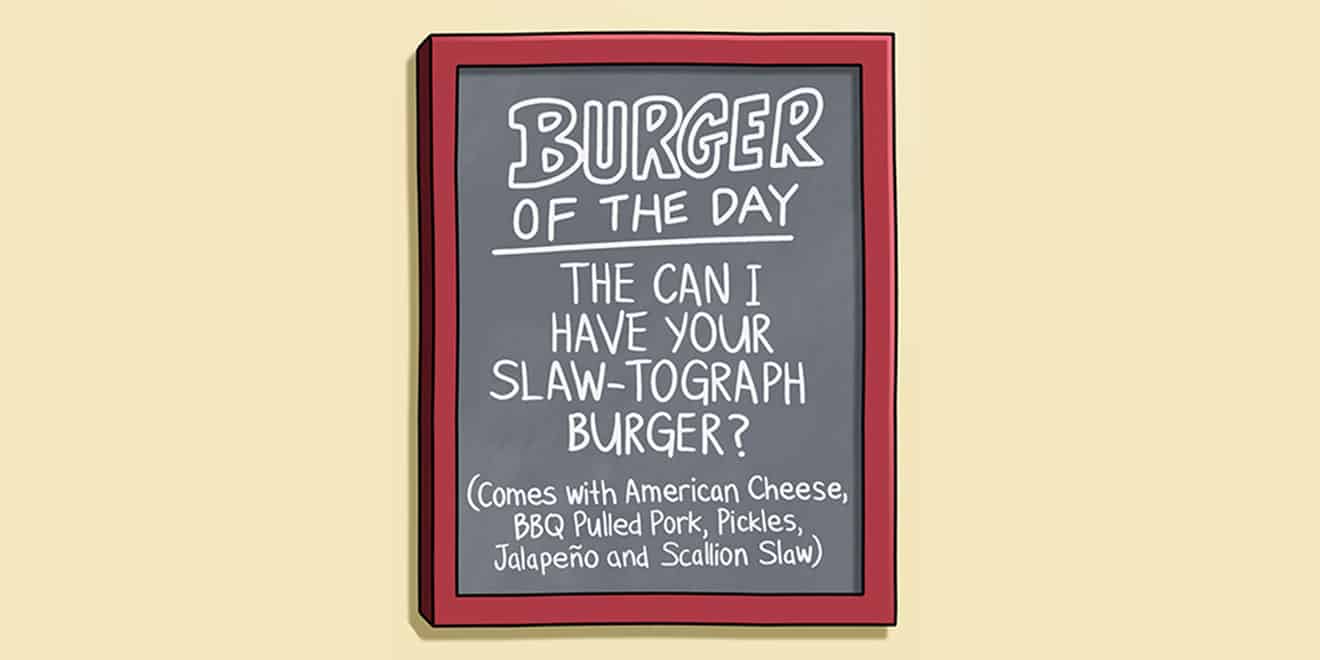 BURGER
OF THE DAY
THE CAN I
HAVE YOUR
SLAW-TOGRAPH
BURGER?
(Comes with American Cheese,
BBQ Pulled Pork, Pickles,
Jalapeño and Scallion Slaw)